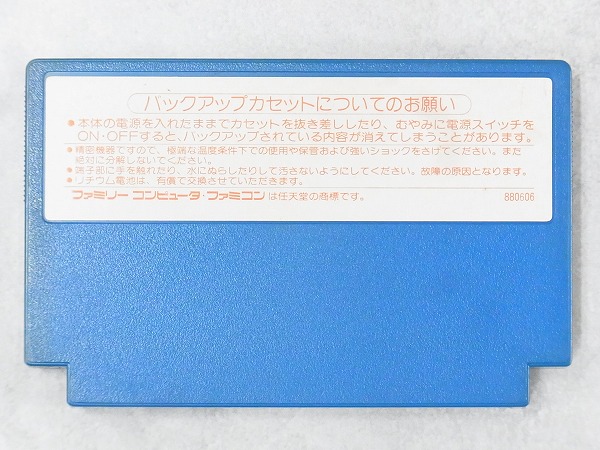 バックアップカセットについてのお願い
●本体の電源を入れたままでカセットを抜き差ししたり、むやみに電源スイッチを
ON・OFFすると、バックアップされている内容が消えてしまうことがあります。
●精密機器ですので、極端な温度条件下での使用や保管および強いショックをさけてください。また
絶対に分解しないでください。
●端子部に手を触れたり、水にぬらしたりして汚さないようにしてください。故障の原因となります。
●リチウム電池は、有償で交換させていただきます。
ファミリーコンピュータ・ファミコンは任天堂の商標です。 880606